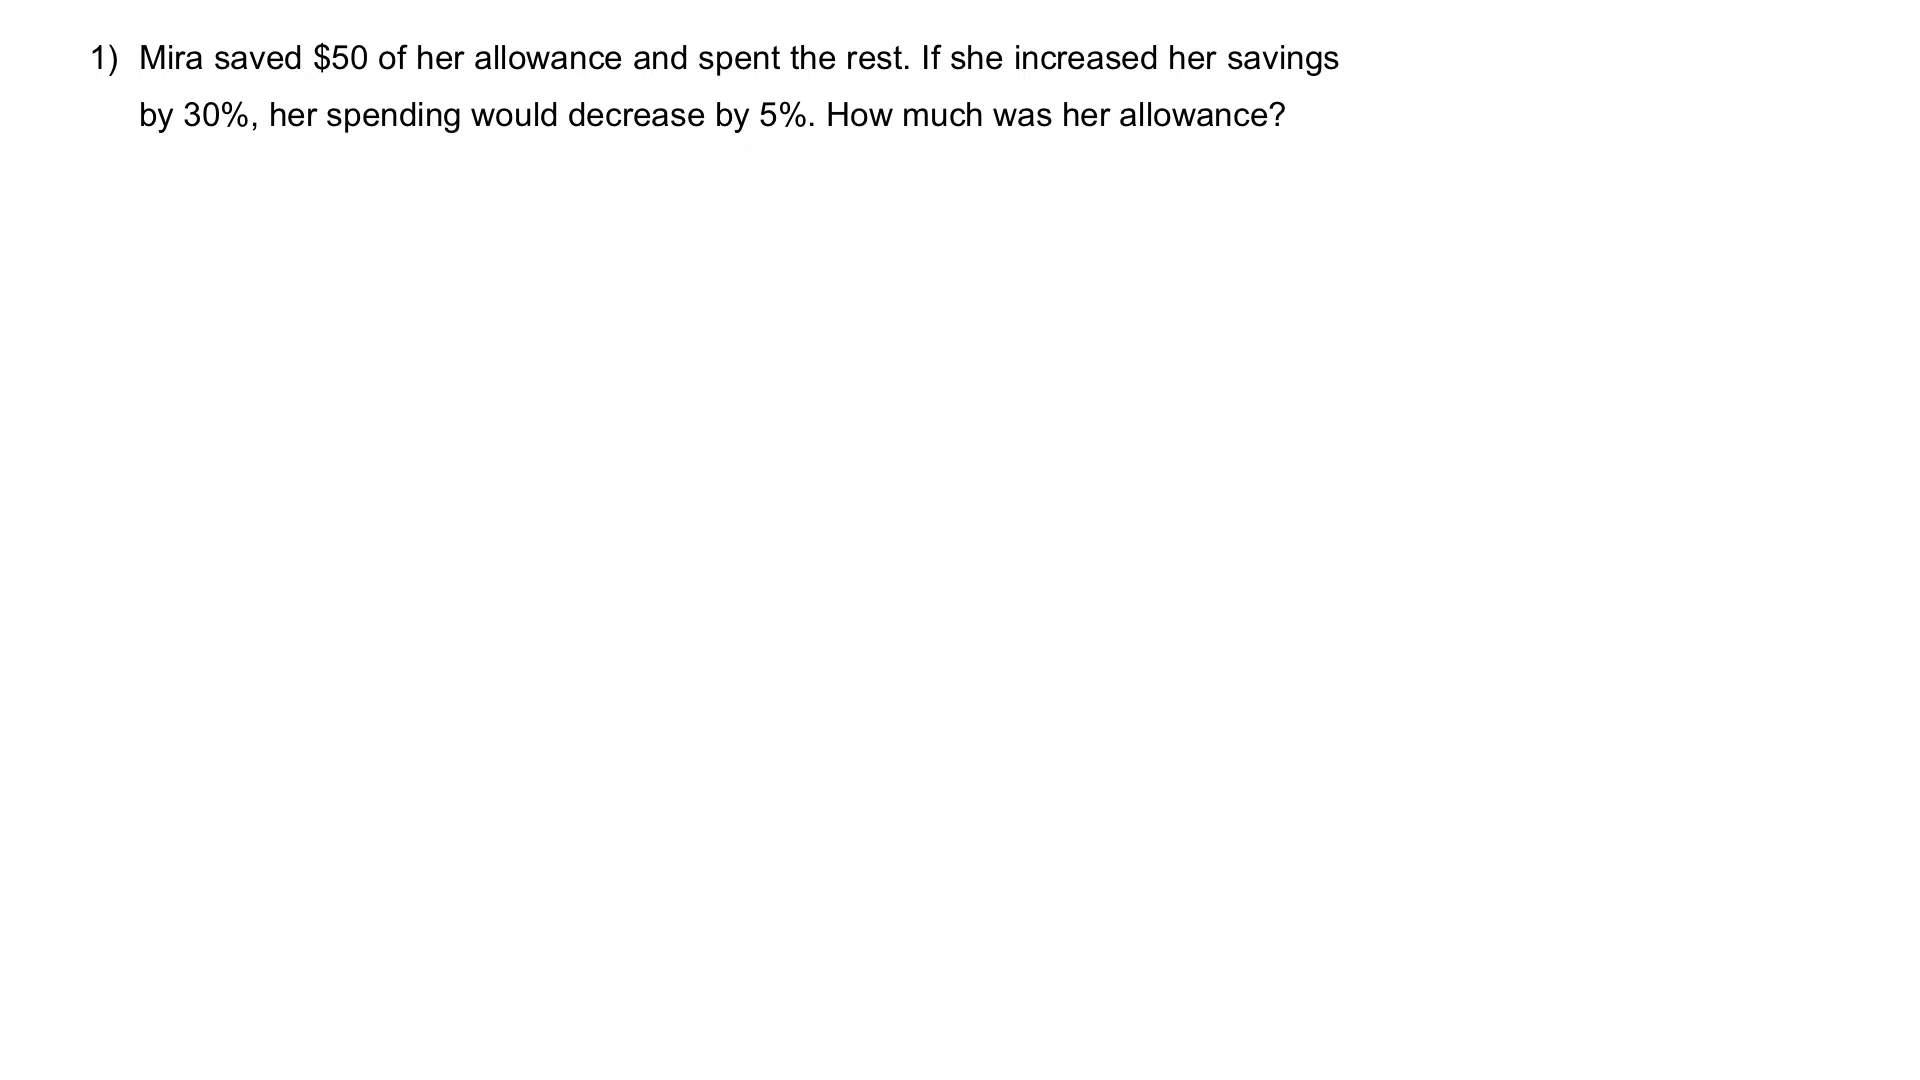 1) Mira saved $50 of her allowance and spent the rest. If she increased her savings
by 30%, her spending would decrease by 5%. How much was her allowance?